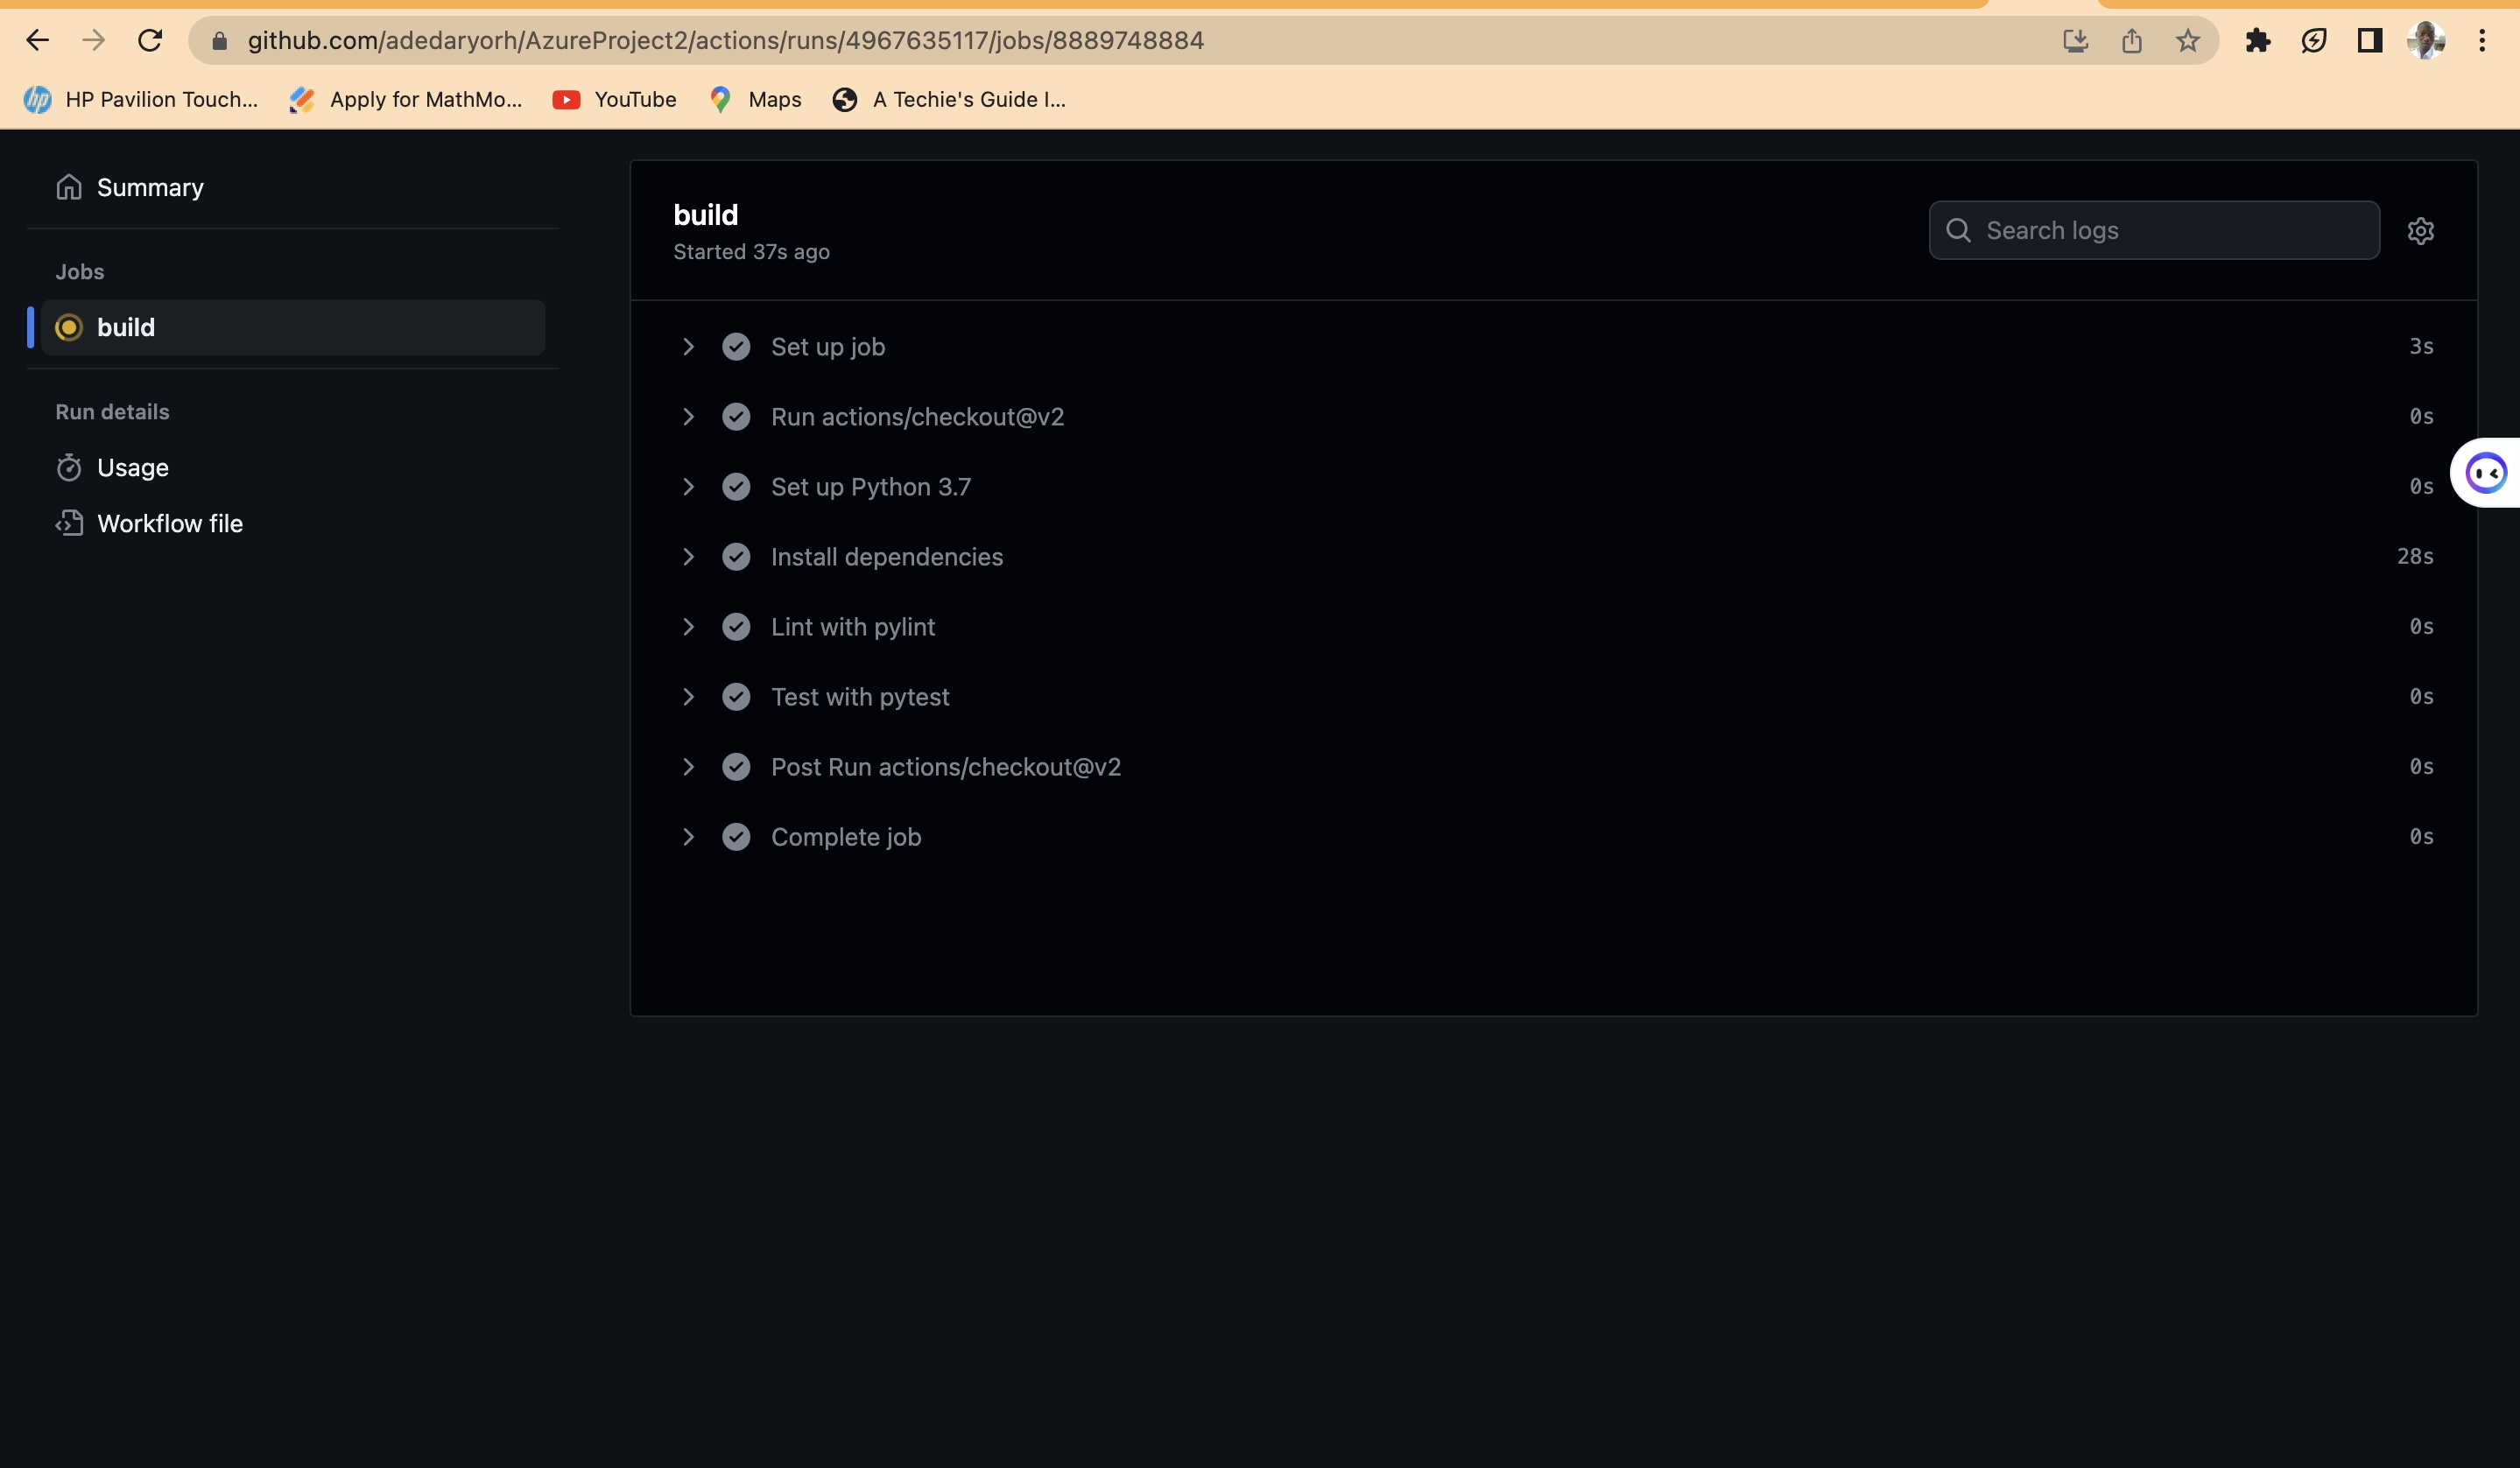 github.com/adedaryorh/AzureProject2/actions/runs/4967635117/jobs/8889748884
hp HP Pavilion Touch... Apply for MathMo... YouTube Maps A Techie's Guide I...
Summary
Jobs
build
Run details
Usage
Workflow file
build
Started 37s ago
Search logs
Set up job 3s
Run actions/checkout@v2 0s
Set up Python 3.7 0s
Install dependencies 28s
Lint with pylint 0s
Test with pytest 0s
Post Run actions/checkout@v2 0s
Complete job 0s